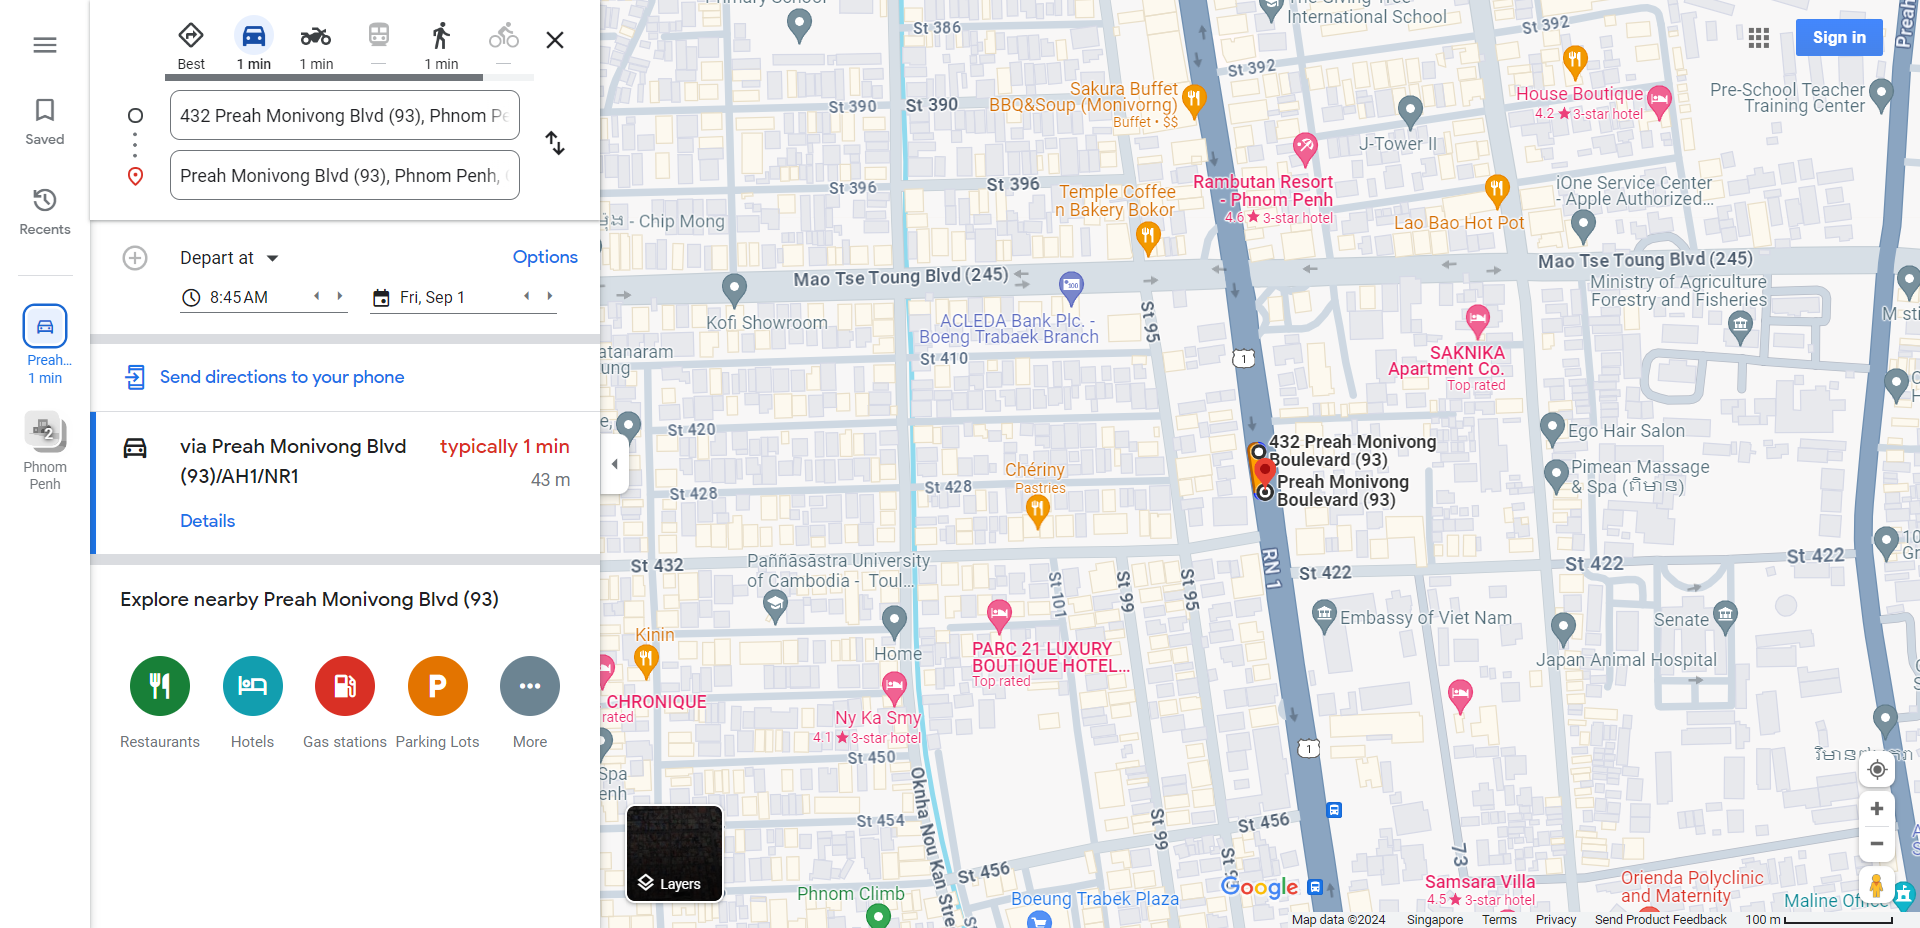 Saved
Recents
Preah...
1 min
2
Phnom
Penh
Best
1 min
1 min
—
1 min
—
432 Preah Monivong Blvd (93), Phnom Pe
Preah Monivong Blvd (93), Phnom Penh,
Depart at
Options
8:45 AM
Fri, Sep 1
Send directions to your phone
via Preah Monivong Blvd
(93)/AH1/NR1
typically 1 min
43 m
Details
Explore nearby Preah Monivong Blvd (93)
Restaurants
Hotels
Gas stations
P
Parking Lots
More
Layers
Sign in
St 386
International School
St 392
St 392
Sakura Buffet
BBQ&Soup (Monivorng)
Buffet • $$
House Boutique
4.2★3-star hotel
Pre-School Teacher
Training Center
St 390
St 390
J-Tower II
St 396
St 396
Temple Coffee
n Bakery Bokor
Rambutan Resort
- Phnom Penh
4.6★3-star hotel
iOne Service Center
- Apple Authorized...
Lao Bao Hot Pot
- Chip Mong
Mao Tse Toung Blvd (245)
Mao Tse Toung Blvd (245)
Ministry of Agriculture
Forestry and Fisheries
Kofi Showroom
ACLEDA Bank Plc. -
Boeng Trabaek Branch
St 95
St 410
atanaram
ung
1
SAKNIKA
Apartment Co.
Top rated
M sti
St 420
432 Preah Monivong
Boulevard (93)
Preah Monivong
Boulevard (93)
Ego Hair Salon
Pimean Massage
& Spa (ពិមាន)
Chériny
Pastries
St 428
St 428
St 432
Paññāsāstra University
of Cambodia - Toul...
RN 1
St 422
St 422
St 422
St 101
St 99
St 95
Embassy of Viet Nam
Senate
Kinin
Home
PARC 21 LUXURY
BOUTIQUE HOTEL...
Top rated
Japan Animal Hospital
CHRONIQUE
rated
Ny Ka Smy
4.1★3-star hotel
St 450
1
Spa
enh
St 454
Oknha Nou Kan Stre
St 99
St 456
St 456
73
Phnom Climb
Boeung Trabek Plaza
Samsara Villa
4.5★3-star hotel
Orienda Polyclinic
and Maternity
Maline Office
Google
Map data ©2024
Singapore
Terms
Privacy
Send Product Feedback
100 m